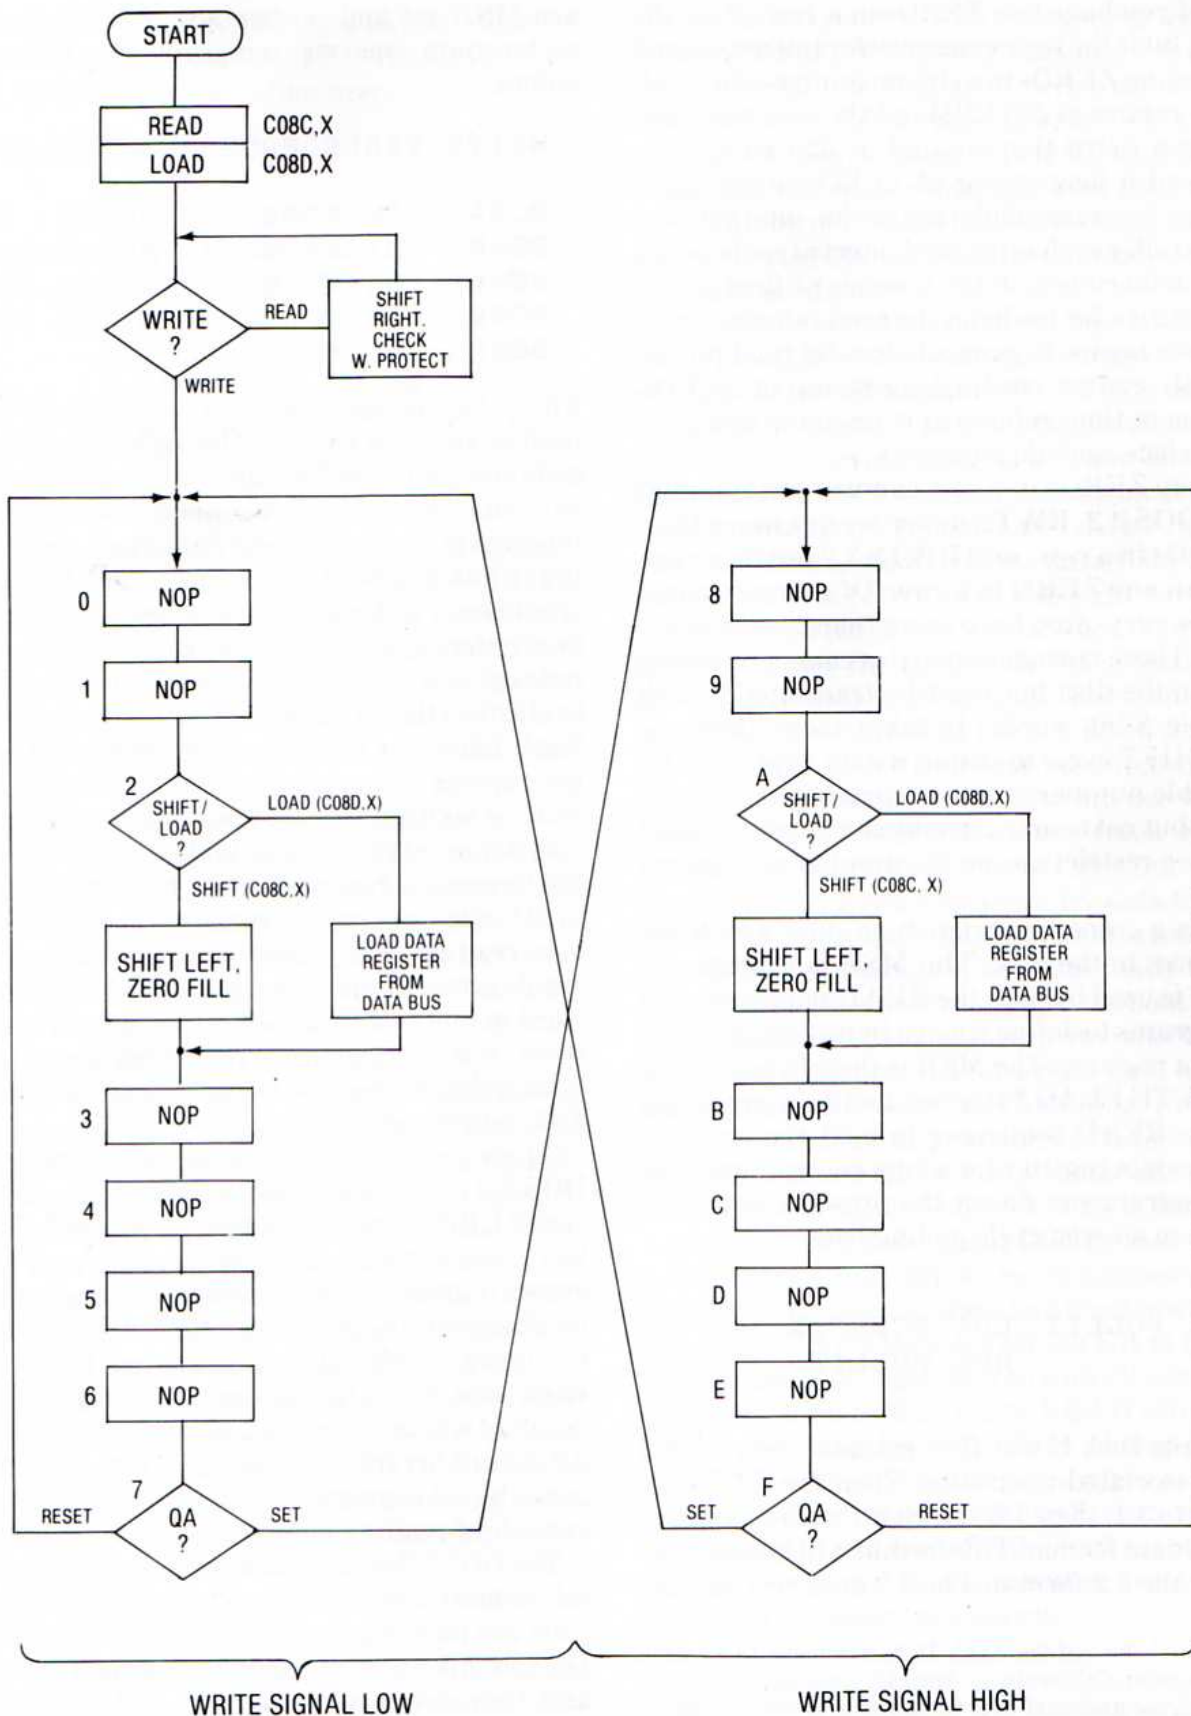 START
READ C08C,X
LOAD C08D,X
WRITE
?
READ
SHIFT
RIGHT.
CHECK
W. PROTECT
WRITE
0 NOP
1 NOP
2
SHIFT/
LOAD
?
LOAD (C08D.X)
SHIFT (C08C.X)
SHIFT LEFT,
ZERO FILL
LOAD DATA
REGISTER
FROM
DATA BUS
3 NOP
4 NOP
5 NOP
6 NOP
7
QA
?
RESET
SET
8 NOP
9 NOP
A
SHIFT/
LOAD
?
LOAD (C08D.X)
SHIFT (C08C. X)
SHIFT LEFT,
ZERO FILL
LOAD DATA
REGISTER
FROM
DATA BUS
B NOP
C NOP
D NOP
E NOP
F
QA
?
SET
RESET
WRITE SIGNAL LOW
WRITE SIGNAL HIGH